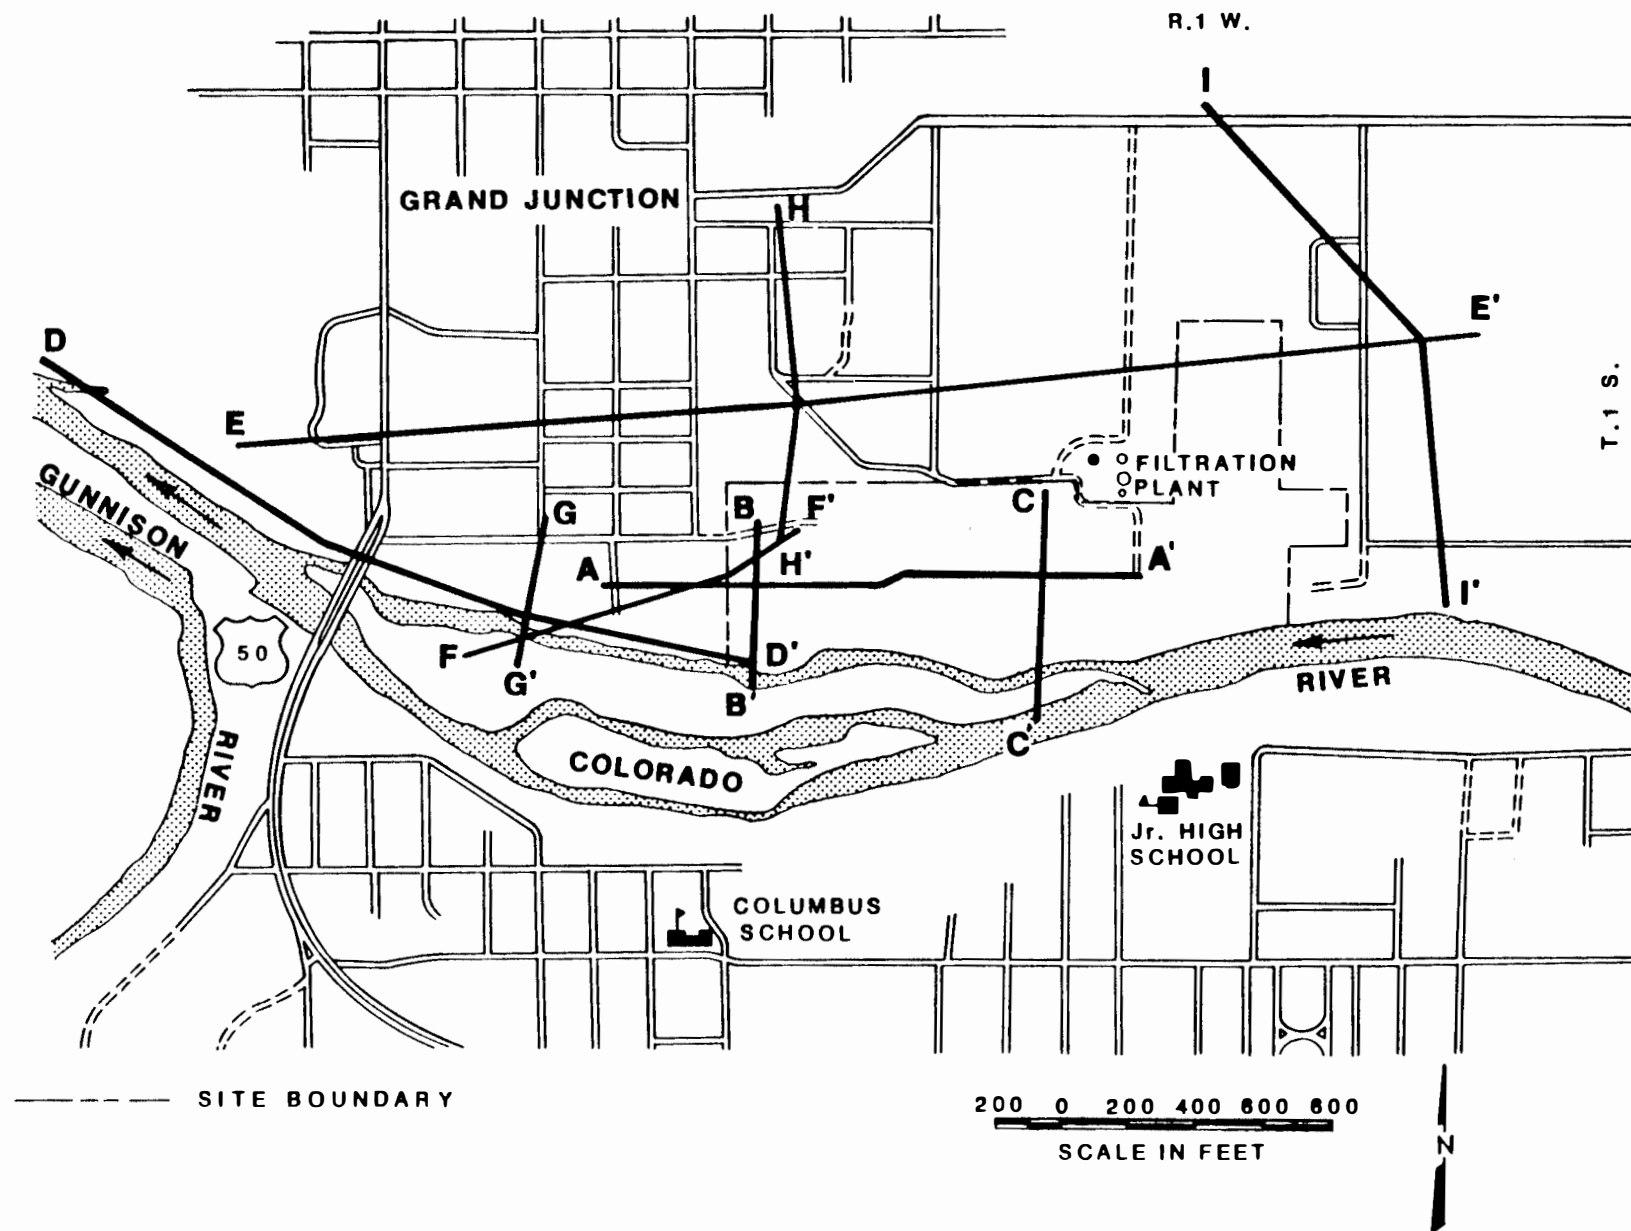 R.1 W.
I
GRAND JUNCTION
H
D
E'
E
T.1 S.
GUNNISON
FILTRATION
PLANT
G
B
F'
C
A
H'
A'
I'
50
F
D'
G'
B'
RIVER
C'
RIVER
COLORADO
Jr. HIGH
SCHOOL
COLUMBUS
SCHOOL
SITE BOUNDARY
200 0 200 400 600 800
SCALE IN FEET
N